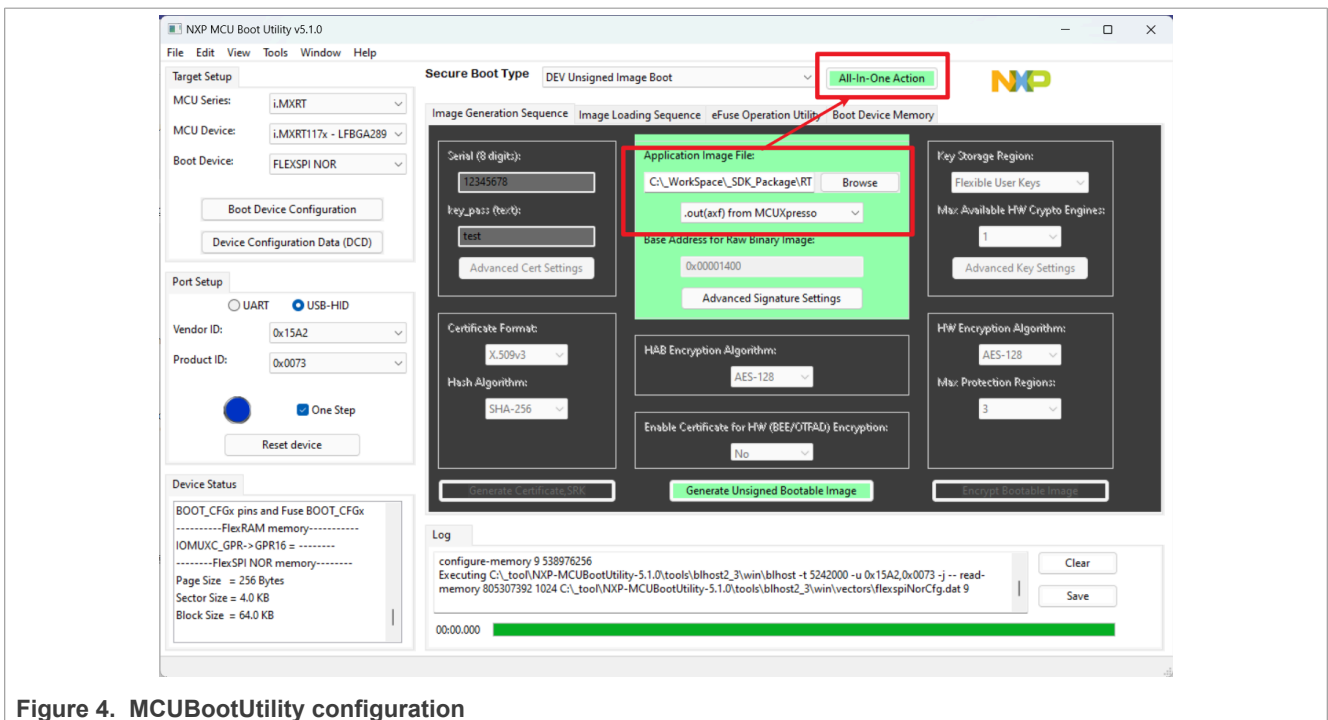 NXP MCU Boot Utility v5.1.0
File Edit View Tools Window Help
Target Setup
MCU Series:
i.MXRT
MCU Device:
i.MXRT117x - LFBGA289
Boot Device:
FLEXSPI NOR
Boot Device Configuration
Device Configuration Data (DCD)
Port Setup
UART
USB-HID
Vendor ID:
0x15A2
Product ID:
0x0073
One Step
Reset device
Device Status
BOOT_CFGx pins and Fuse BOOT_CFGx
----------FlexRAM memory-----------
IOMUXC_GPR->GPR16 = --------
--------FlexSPI NOR memory--------
Page Size = 256 Bytes
Sector Size = 4.0 KB
Block Size = 64.0 KB
Secure Boot Type
DEV Unsigned Image Boot
All-In-One Action
NXP
Image Generation Sequence
Image Loading Sequence
eFuse Operation Utility
Boot Device Memory
Serial (8 digits):
12345678
key_pass (text):
test
Advanced Cert Settings
Certificate Format:
X.509v3
Hash Algorithm:
SHA-256
Generate Certificate,SRK
Application Image File:
C:\_WorkSpace\_SDK_Package\RT
Browse
.out(axf) from MCUXpresso
Base Address for Raw Binary Image:
0x00001400
Advanced Signature Settings
HAB Encryption Algorithm:
AES-128
Enable Certificate for HW (BEE/OTFAD) Encryption:
No
Generate Unsigned Bootable Image
Key Storage Region:
Flexible User Keys
Max Available HW Crypto Engines:
1
Advanced Key Settings
HW Encryption Algorithm:
AES-128
Max Protection Regions:
3
Encrypt Bootable Image
Log
configure-memory 9 538976256
Executing C:\_tool\NXP-MCUBootUtility-5.1.0\tools\blhost2_3\win\blhost -t 5242000 -u 0x15A2,0x0073 -j -- read-
memory 805307392 1024 C:\_tool\NXP-MCUBootUtility-5.1.0\tools\blhost2_3\win\vectors\flexspiNorCfg.dat 9
Clear
Save
00:00.000
Figure 4. MCUBootUtility configuration